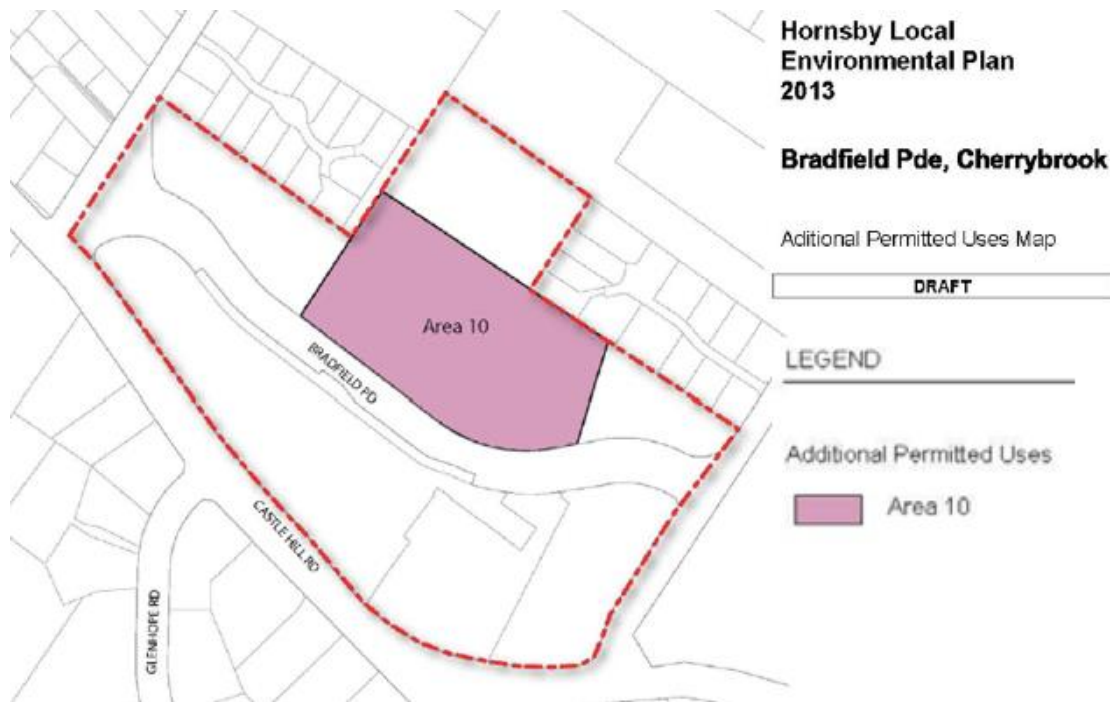 Hornsby Local
Environmental Plan
2013
Bradfield Pde, Cherrybrook
Aditional Permitted Uses Map
DRAFT
LEGEND
Additional Permitted Uses
Area 10
Area 10
BRADFIELD PD
CASTLE HILL RD
GLENHOPE RD